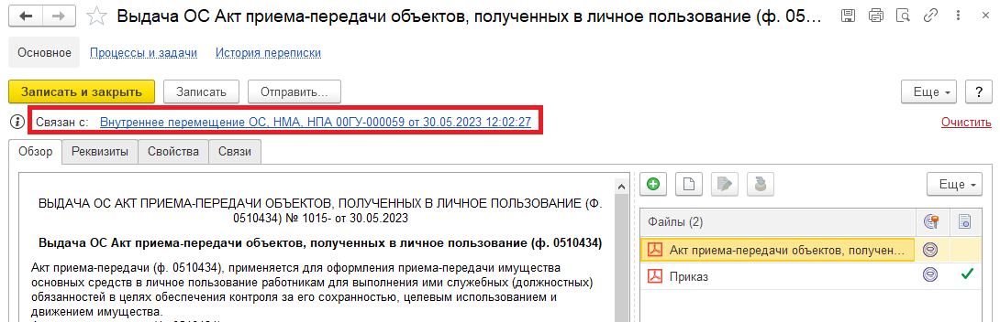 Выдача ОС Акт приема-передачи объектов, полученных в личное пользование (ф. 05...
Основное Процессы и задачи История переписки
Записать и закрыть Записать Отправить... Еще ?
Связан с: Внутреннее перемещение ОС, НМА, НПА 00ГУ-000059 от 30.05.2023 12:02:27 Очистить
Обзор Реквизиты Свойства Связи
Еще
ВЫДАЧА ОС АКТ ПРИЕМА-ПЕРЕДАЧИ ОБЪЕКТОВ, ПОЛУЧЕННЫХ В ЛИЧНОЕ ПОЛЬЗОВАНИЕ (Ф.
0510434) № 1015- от 30.05.2023
Выдача ОС Акт приема-передачи объектов, полученных в личное пользование (ф. 0510434)
Акт приема-передачи (ф. 0510434), применяется для оформления приема-передачи имущества
основных средств в личное пользование работникам для выполнения ими служебных (должностных)
обязанностей в целях обеспечения контроля за его сохранностью, целевым использованием и
движением имущества.
Файлы (2)
Акт приема-передачи объектов, получен...
Приказ